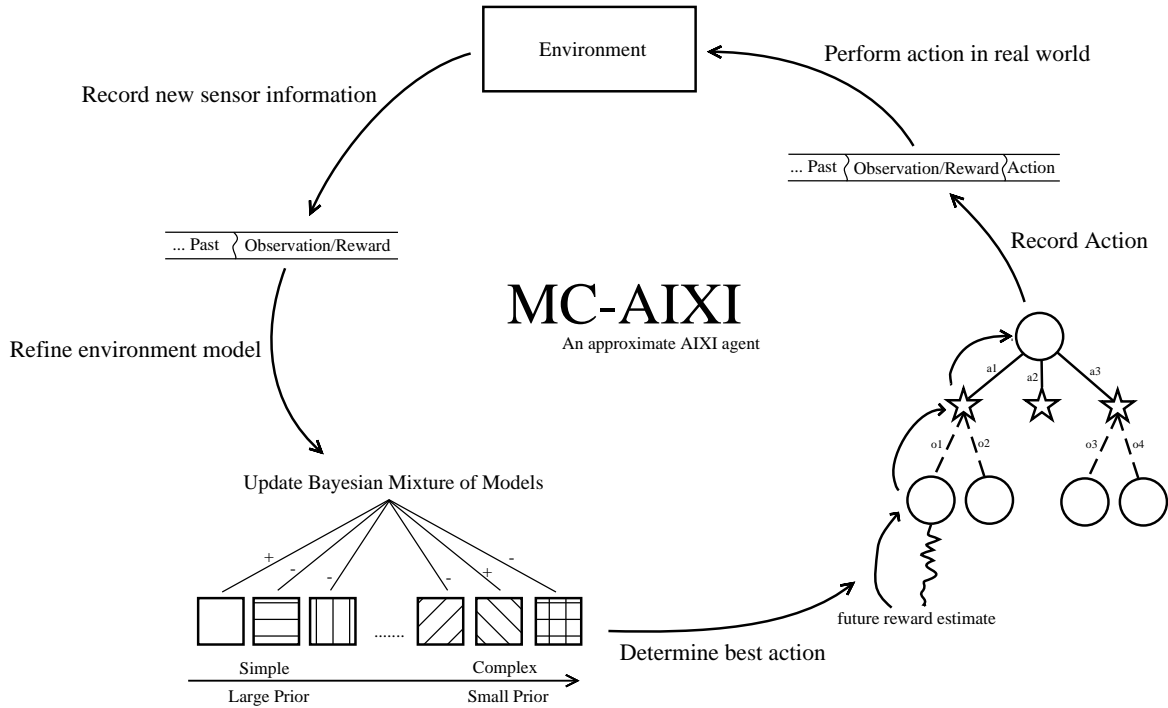 Environment
Perform action in real world
Record new sensor information
... Past Observation/Reward Action
... Past Observation/Reward
Record Action
MC-AIXI
An approximate AIXI agent
Refine environment model
a1 a2 a3
o1 o2 o3 o4
Update Bayesian Mixture of Models
+ - - - + -
.......
future reward estimate
Determine best action
Simple Complex
Large Prior Small Prior